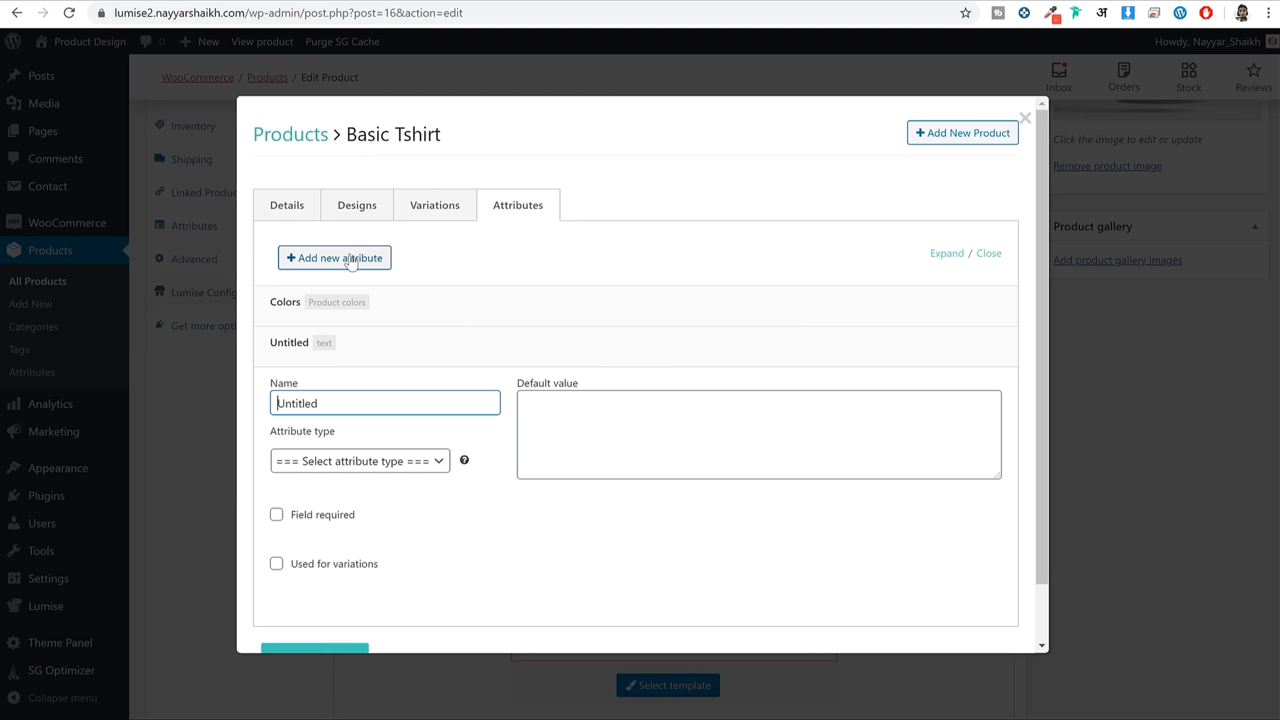 lumise2.nayyarshaikh.com/wp-admin/post.php?post=16&action=edit
Product Design
0
New
View product
Purge SG Cache
Howdy, Nayyar_Shaikh
Posts
Media
Pages
Comments
Contact
WooCommerce
Products
All Products
Add New
Categories
Tags
Attributes
Analytics
Marketing
Appearance
Plugins
Users
Tools
Settings
Lumise
Theme Panel
SG Optimizer
Collapse menu
WooCommerce / Products / Edit Product
Inbox
Orders
Stock
Reviews
Inventory
Shipping
Linked Produc
Attributes
Advanced
Lumise Config
Get more opti
Products > Basic Tshirt
+ Add New Product
Details
Designs
Variations
Attributes
+ Add new attribute
Expand / Close
Colors Product colors
Untitled text
Name
Untitled
Default value
Attribute type
=== Select attribute type ===
Field required
Used for variations
Select template
Click the image to edit or update
Remove product image
Product gallery
Add product gallery images